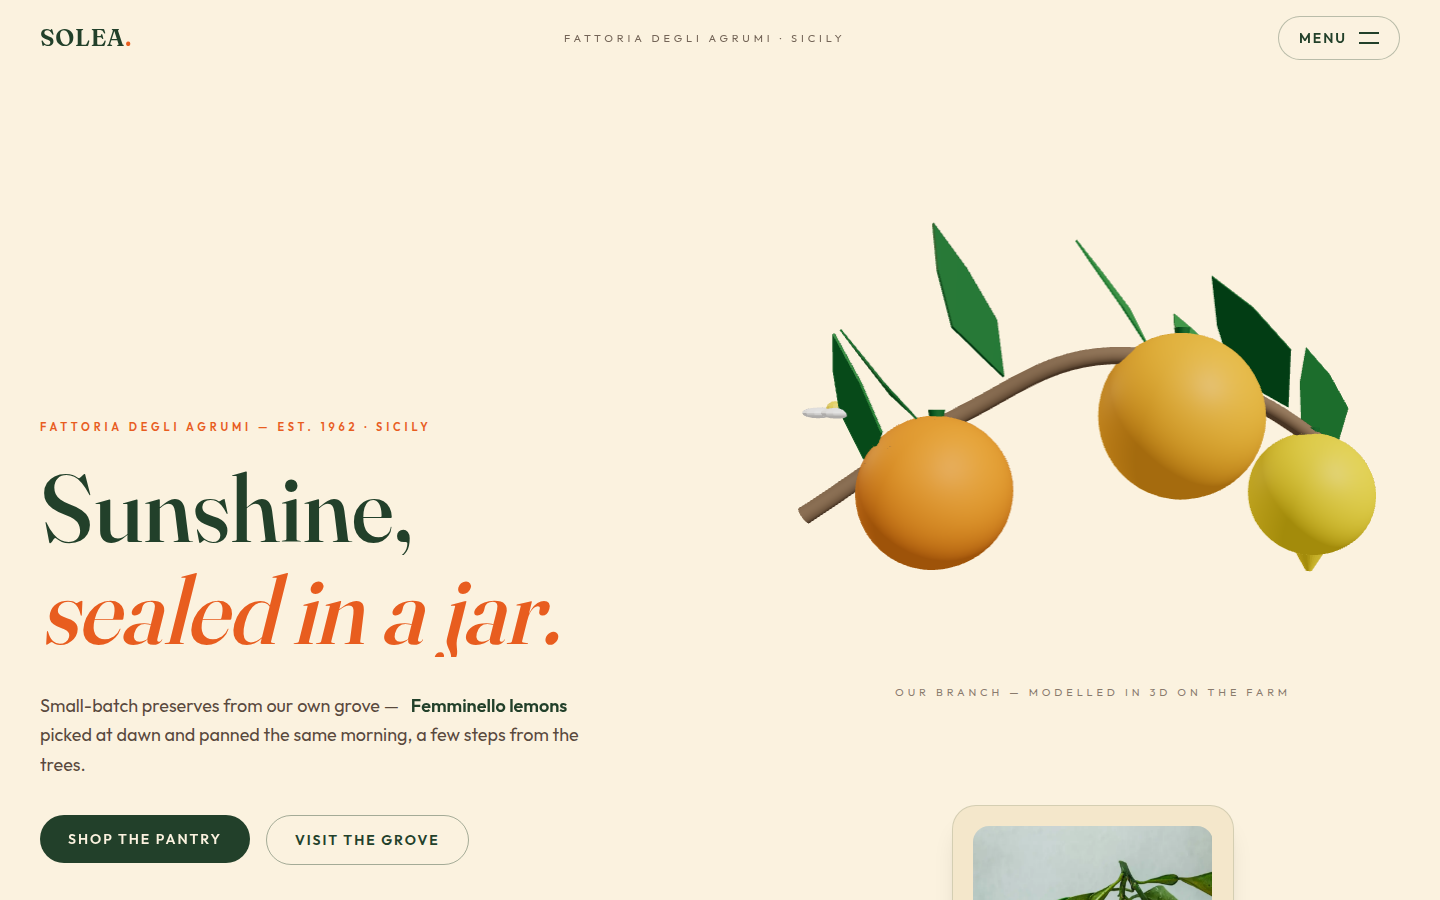 SOLEA.
FATTORIA DEGLI AGRUMI · SICILY
MENU
FATTORIA DEGLI AGRUMI — EST. 1962 · SICILY
Sunshine,
sealed in a jar.
Small-batch preserves from our own grove — Femminello lemons
picked at dawn and panned the same morning, a few steps from the
trees.
SHOP THE PANTRY
VISIT THE GROVE
OUR BRANCH — MODELLED IN 3D ON THE FARM